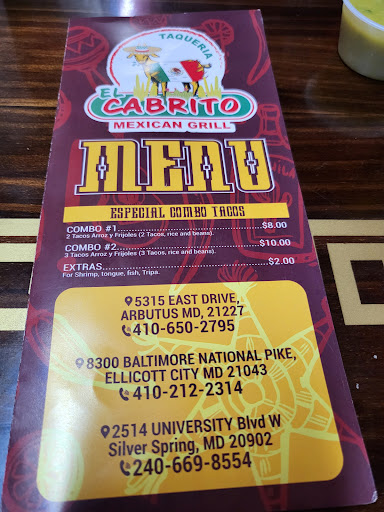 TAQUERIA
EL
CABRITO
MEXICAN GRILL
MENU
ESPECIAL COMBO TACOS
COMBO #1......................................................$8.00
2 Tacos Arroz y Frijoles (2 Tacos, rice and beans).
COMBO #2......................................................$10.00
3 Tacos Arroz y Frijoles (3 Tacos, rice and beans).
EXTRAS.........................................................$2.00
For Shrimp, tongue, fish, Tripa.
5315 EAST DRIVE,
ARBUTUS MD, 21227
410-650-2795
8300 BALTIMORE NATIONAL PIKE,
ELLICOTT CITY MD 21043
410-212-2314
2514 UNIVERSITY Blvd W
Silver Spring, MD 20902
240-669-8554